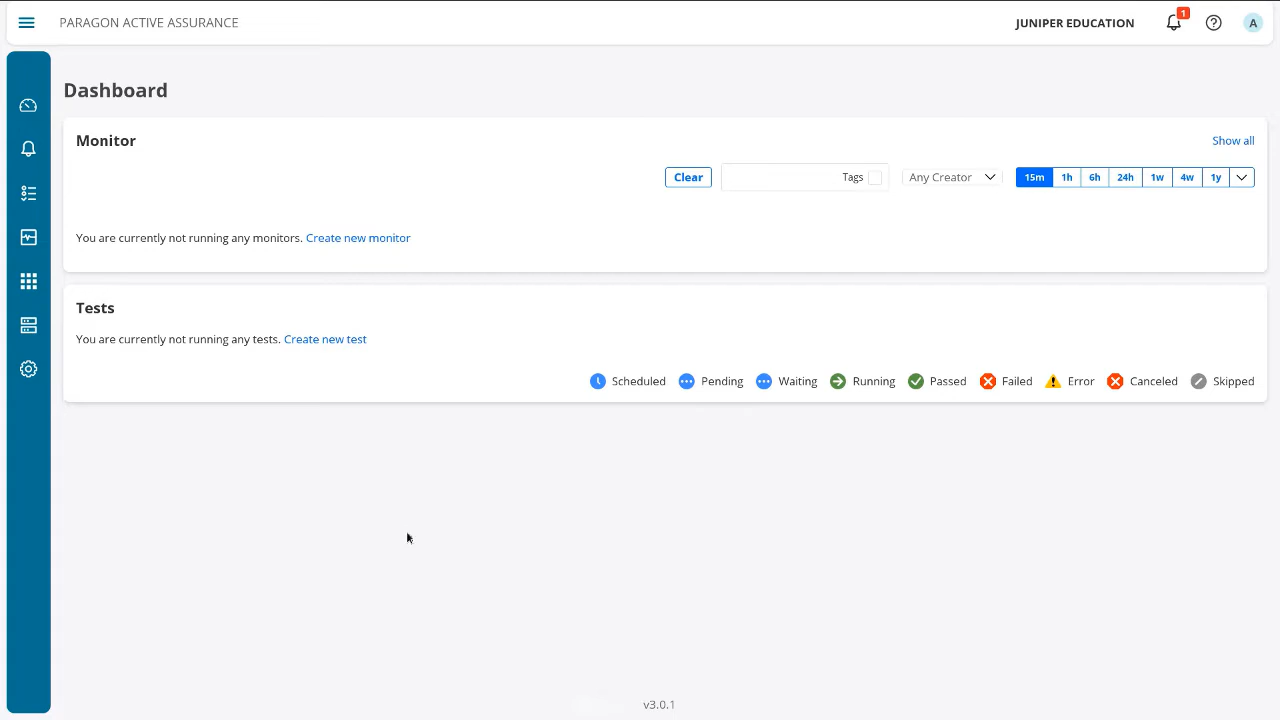 PARAGON ACTIVE ASSURANCE
JUNIPER EDUCATION
1
A
Dashboard
Monitor
Show all
Clear
Tags
Any Creator
15m 1h 6h 24h 1w 4w 1y
You are currently not running any monitors. Create new monitor
Tests
You are currently not running any tests. Create new test
Scheduled Pending Waiting Running Passed Failed Error Canceled Skipped
v3.0.1